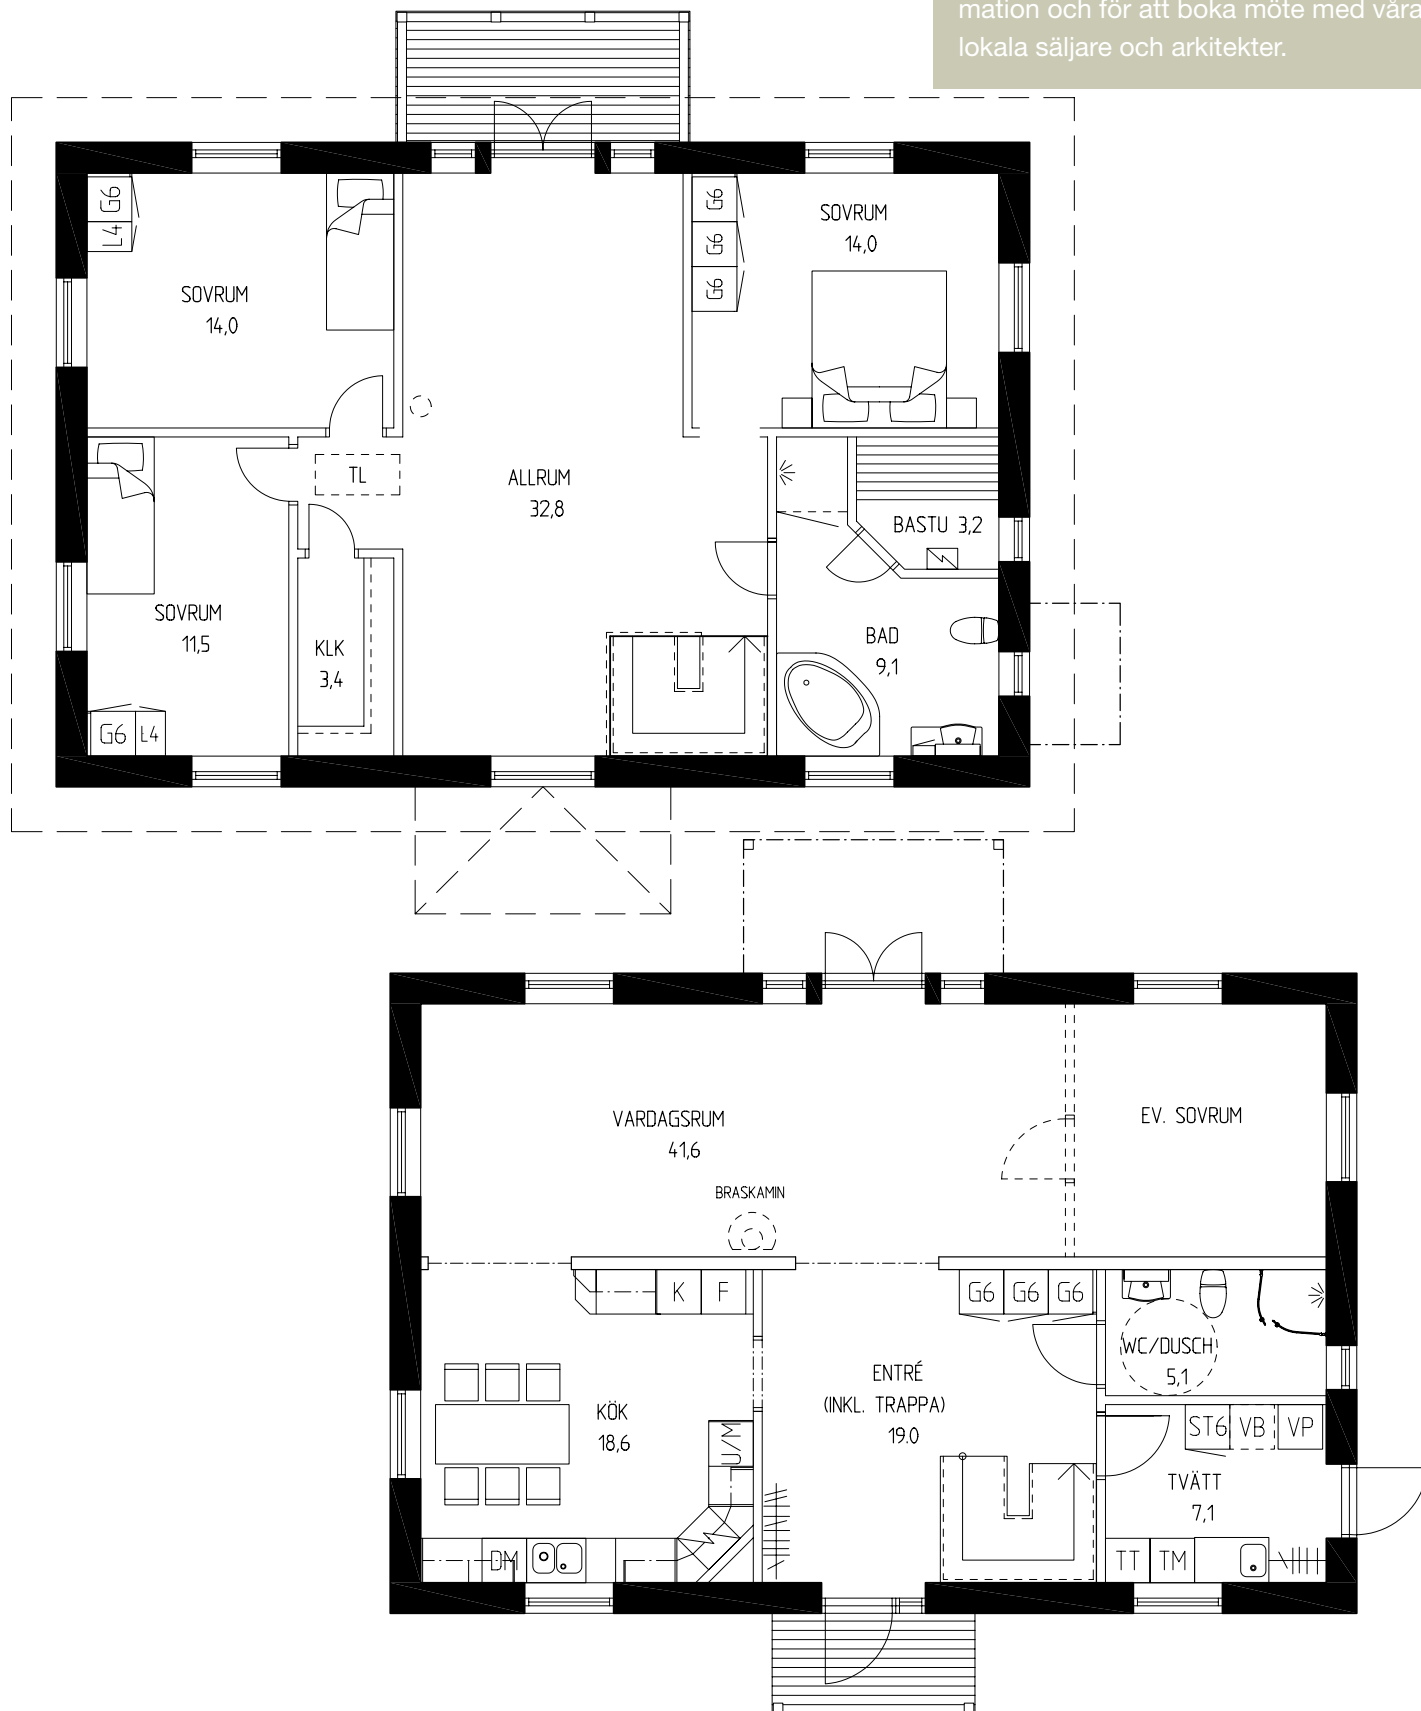 mation och för att boka möte med våra
lokala säljare och arkitekter.
G6
L4
SOVRUM
14,0
G6
G6
G6
SOVRUM
14,0
TL
ALLRUM
32,8
BASTU 3,2
SOVRUM
11,5
KLK
3,4
BAD
9,1
G6 L4
VARDAGSRUM
41,6
EV. SOVRUM
BRASKAMIN
K F
G6 G6 G6
WC/DUSCH
5,1
ENTRÉ
(INKL. TRAPPA)
19.0
KÖK
18,6
U/M
ST6 VB VP
TVÄTT
7,1
DM
TT TM